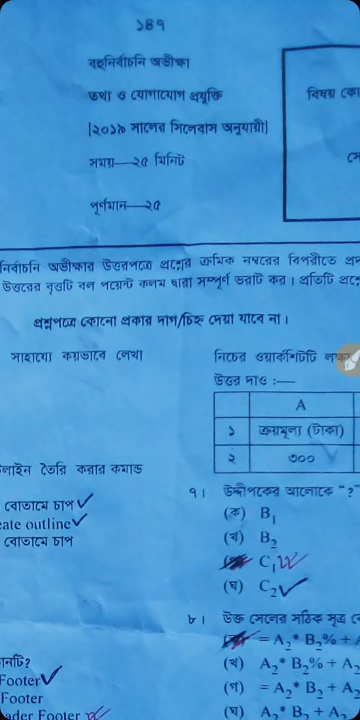 ১৪৭
বহুনির্বাচনি অভীক্ষা
তথ্য ও যোগাযোগ প্রযুক্তি
[২০১৯ সালের সিলেবাস অনুযায়ী]
সময়—২৫ মিনিট
পূর্ণমান—২৫
বিষয় কো
সে
নির্বাচনি অভীক্ষার উত্তরপত্রে প্রশ্নের ক্রমিক নম্বরের বিপরীতে প্র
উত্তরের বৃত্তটি বল পয়েন্ট কলম দ্বারা সম্পূর্ণ ভরাট কর। প্রতিটি প্রশ্নে
প্রশ্নপত্রে কোনো প্রকার দাগ/চিহ্ন দেয়া যাবে না।
সাহায্যে কয়ভাবে লেখা
লাইন তৈরি করার কমান্ড
বোতামে চাপ
ate outline
বোতামে চাপ
নটি?
Footer
Footer
ader Footer
নিচের ওয়ার্কশিটটি লক্ষ
উত্তর দাও :—
A
১ ক্রয়মূল্য (টাকা)
২ ৩০০
৭। উদ্দীপকের আলোকে “?”
(ক) B₁
(খ) B₂
C₁
(ঘ) C₂
৮। উক্ত সেলের সঠিক সূত্র
= A₂* B₂% +
(খ) A₂* B₂% + A₂
(গ) = A₂* B₂ + A₂
(ঘ) A₂* B₂ + A₂